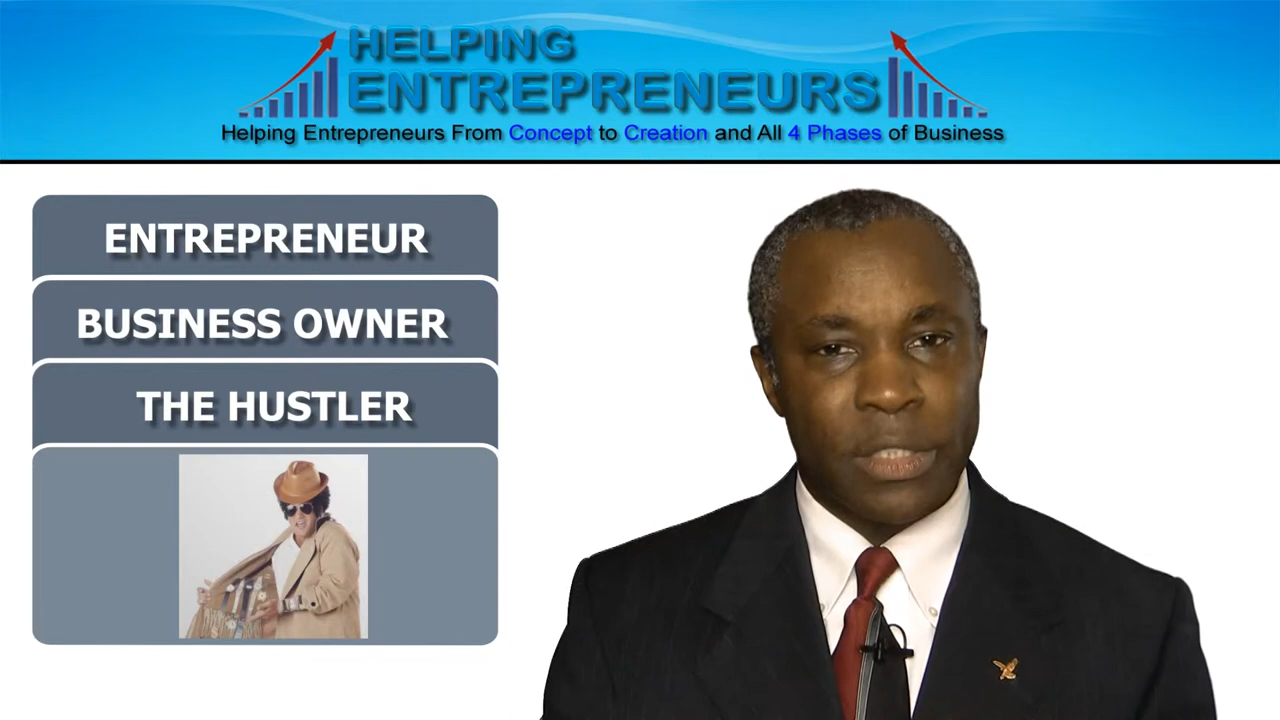 HELPING
ENTREPRENEURS
Helping Entrepreneurs From Concept to Creation and All 4 Phases of Business
ENTREPRENEUR
BUSINESS OWNER
THE HUSTLER